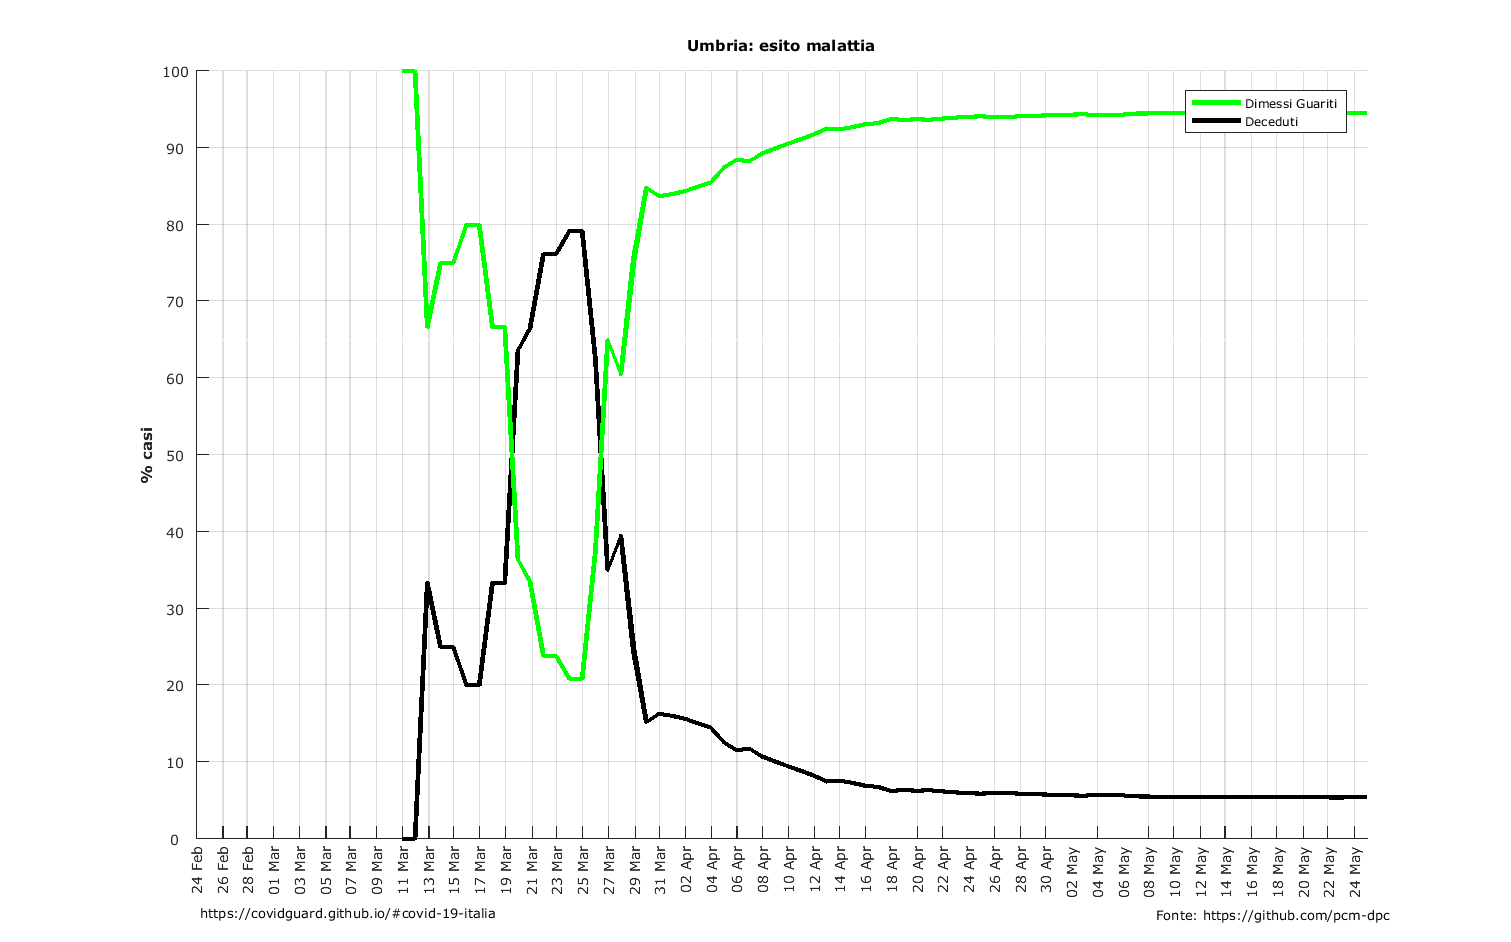 Umbria: esito malattia
100
90
80
70
60
50
40
30
20
10
0
% casi
Dimessi Guariti
Deceduti
24 Feb
26 Feb
28 Feb
01 Mar
03 Mar
05 Mar
07 Mar
09 Mar
11 Mar
13 Mar
15 Mar
17 Mar
19 Mar
21 Mar
23 Mar
25 Mar
27 Mar
29 Mar
31 Mar
02 Apr
04 Apr
06 Apr
08 Apr
10 Apr
12 Apr
14 Apr
16 Apr
18 Apr
20 Apr
22 Apr
24 Apr
26 Apr
28 Apr
30 Apr
02 May
04 May
06 May
08 May
10 May
12 May
14 May
16 May
18 May
20 May
22 May
24 May
https://covidguard.github.io/#covid-19-italia
Fonte: https://github.com/pcm-dpc